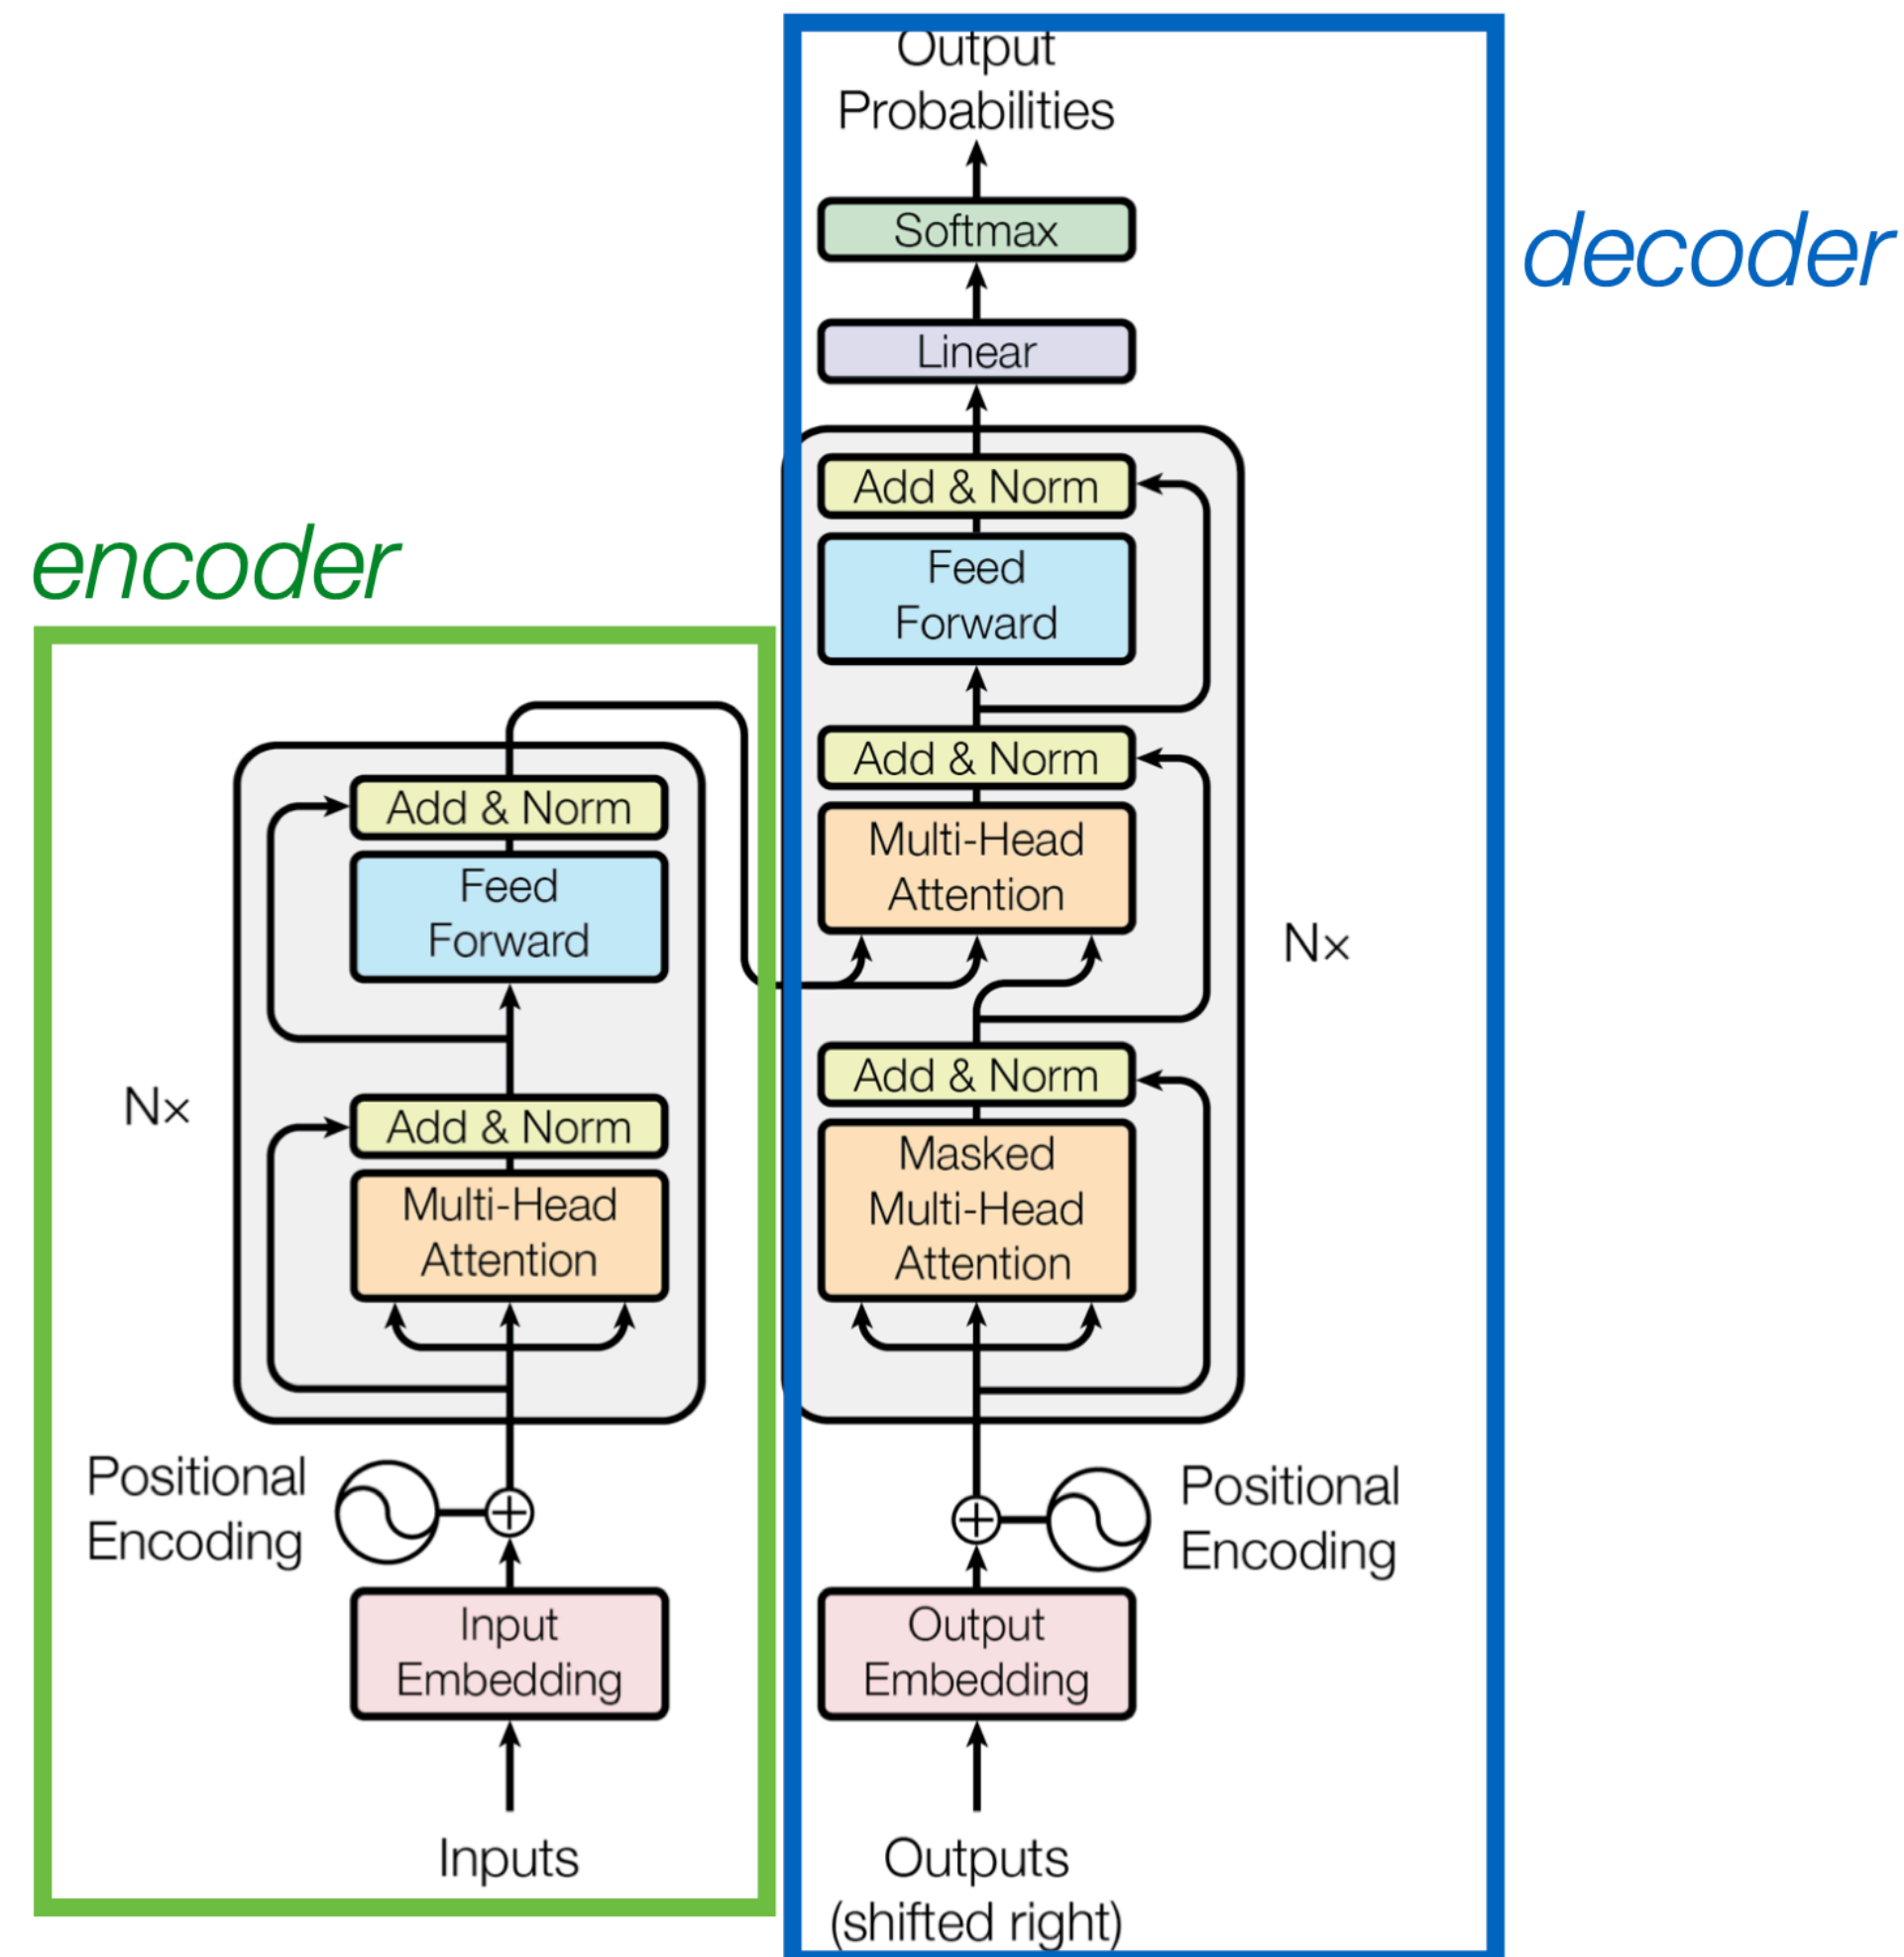 encoder
Add & Norm
Feed
Forward
Nx
Add & Norm
Multi-Head
Attention
Positional
Encoding
Input
Embedding
Inputs
decoder
Output
Probabilities
Softmax
Linear
Add & Norm
Feed
Forward
Add & Norm
Multi-Head
Attention
N×
Add & Norm
Masked
Multi-Head
Attention
Positional
Encoding
Output
Embedding
Outputs
(shifted right)